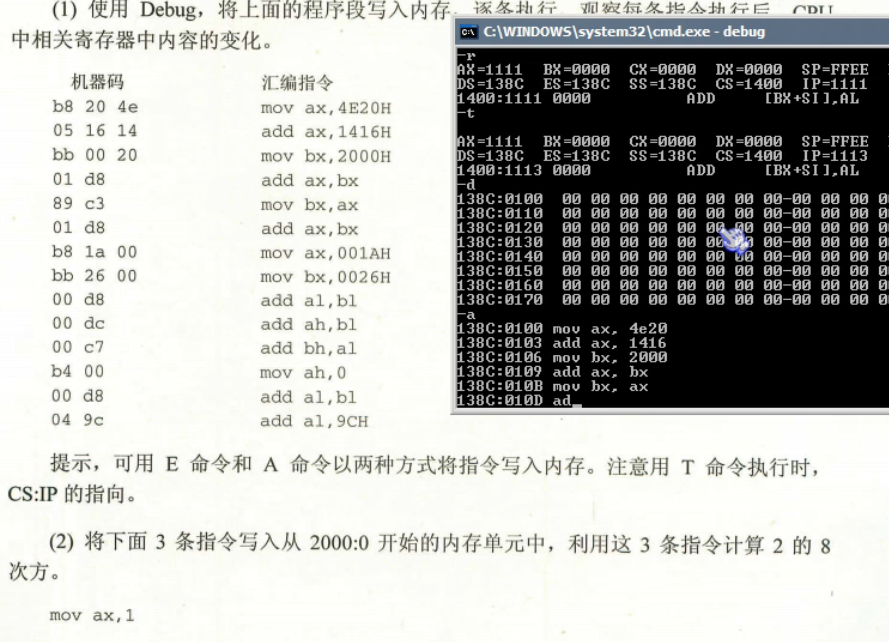 (1) 使用 Debug，将上面的程序段写入内存，逐条执行，观察每条指令执行后，CPU
中相关寄存器中内容的变化。
机器码 汇编指令
b8 20 4e mov ax,4E20H
05 16 14 add ax,1416H
bb 00 20 mov bx,2000H
01 d8 add ax,bx
89 c3 mov bx,ax
01 d8 add ax,bx
b8 1a 00 mov ax,001AH
bb 26 00 mov bx,0026H
00 d8 add al,bl
00 dc add ah,bl
00 c7 add bh,al
b4 00 mov ah,0
00 d8 add al,bl
04 9c add al,9CH
提示，可用 E 命令和 A 命令以两种方式将指令写入内存。注意用 T 命令执行时，
CS:IP 的指向。
(2) 将下面 3 条指令写入从 2000:0 开始的内存单元中，利用这 3 条指令计算 2 的 8
次方。
mov ax,1
C:\WINDOWS\system32\cmd.exe - debug
-r
AX=1111 BX=0000 CX=0000 DX=0000 SP=FFEE
DS=138C ES=138C SS=138C CS=1400 IP=1111
1400:1111 0000 ADD [BX+SI],AL
-t
AX=1111 BX=0000 CX=0000 DX=0000 SP=FFEE
DS=138C ES=138C SS=138C CS=1400 IP=1113
1400:1113 0000 ADD [BX+SI],AL
-d
138C:0100 00 00 00 00 00 00 00 00-00 00 00
138C:0110 00 00 00 00 00 00 00 00-00 00 00
138C:0120 00 00 00 00 00 00 00-00 00 00
138C:0130 00 00 00 00 00 00 00-00 00 00
138C:0140 00 00 00 00 00 00 00 00-00 00 00
138C:0150 00 00 00 00 00 00 00 00-00 00 00
138C:0160 00 00 00 00 00 00 00 00-00 00 00
138C:0170 00 00 00 00 00 00 00 00-00 00 00
-a
138C:0100 mov ax, 4e20
138C:0103 add ax, 1416
138C:0106 mov bx, 2000
138C:0109 add ax, bx
138C:010B mov bx, ax
138C:010D ad_